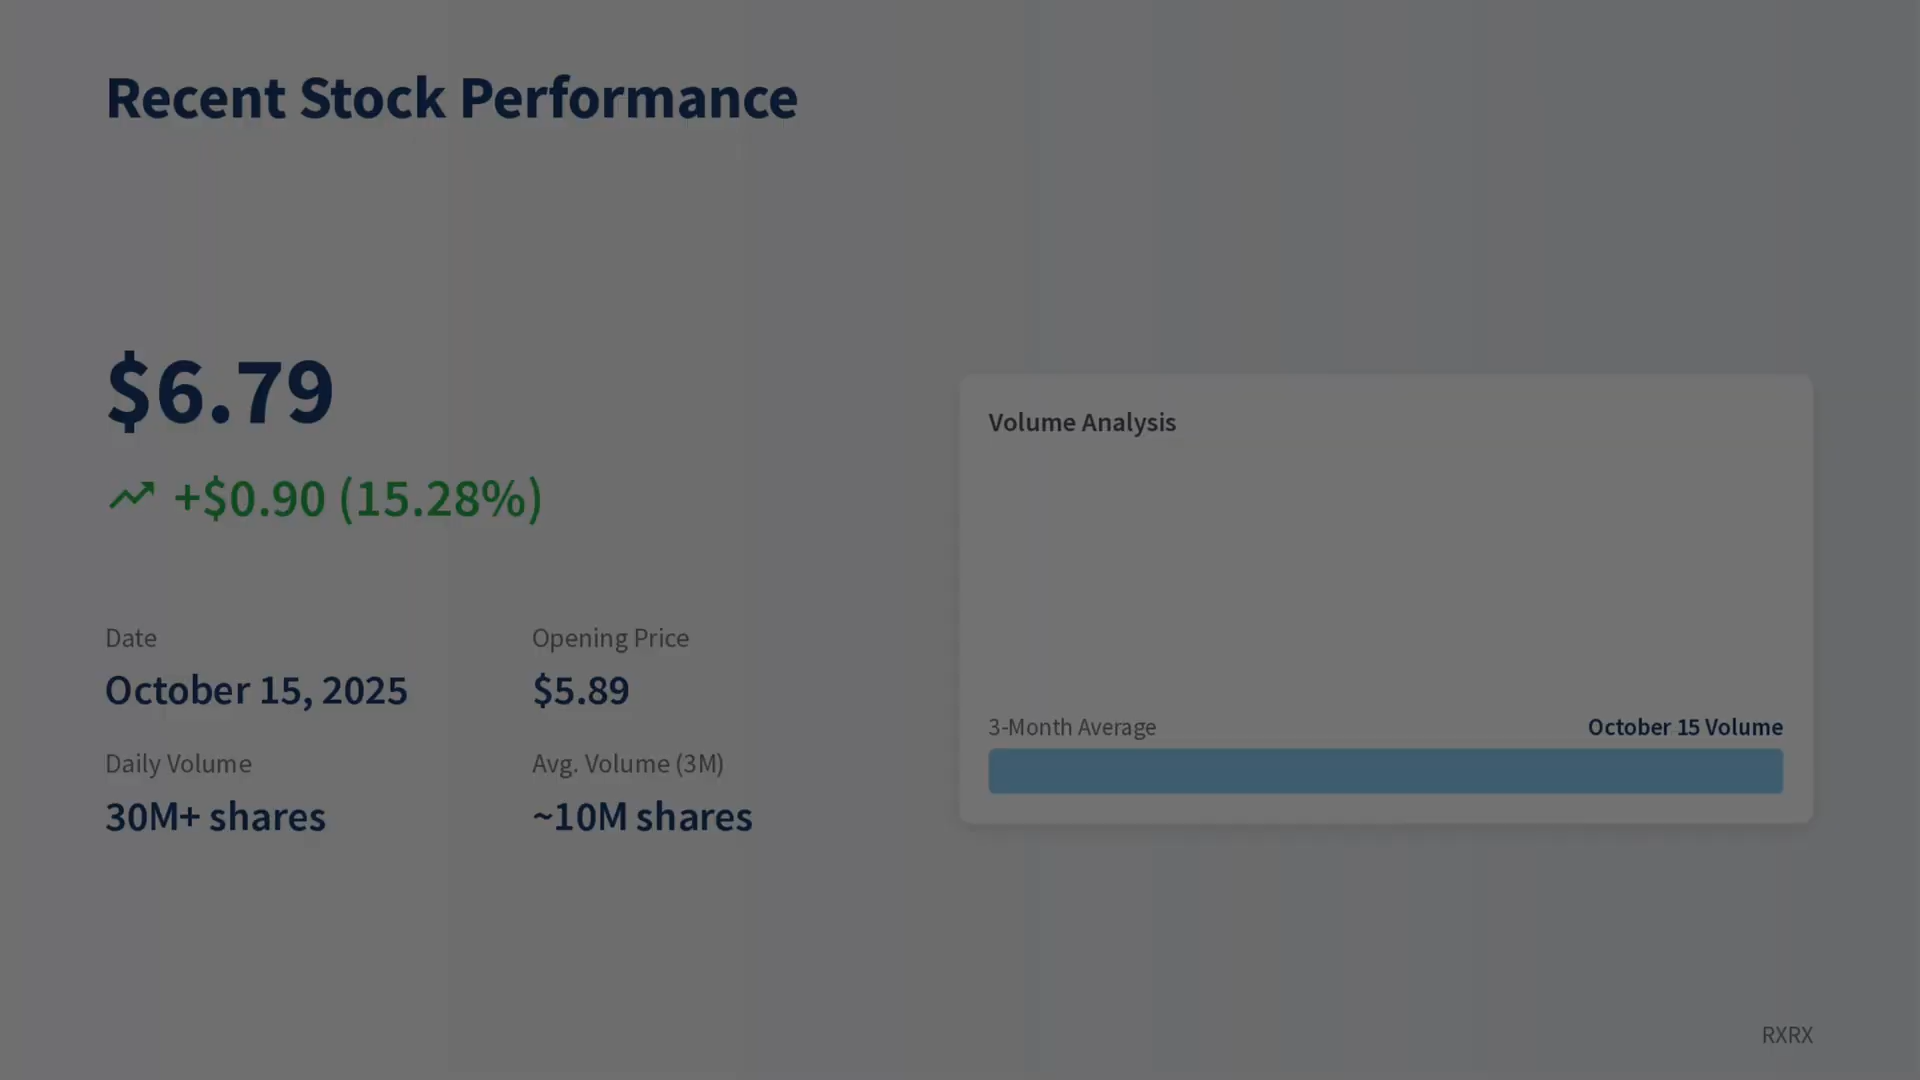 Recent Stock Performance
$6.79
+$0.90 (15.28%)
Date
October 15, 2025
Opening Price
$5.89
Daily Volume
30M+ shares
Avg. Volume (3M)
~10M shares
Volume Analysis
3-Month Average
October 15 Volume
RXRX